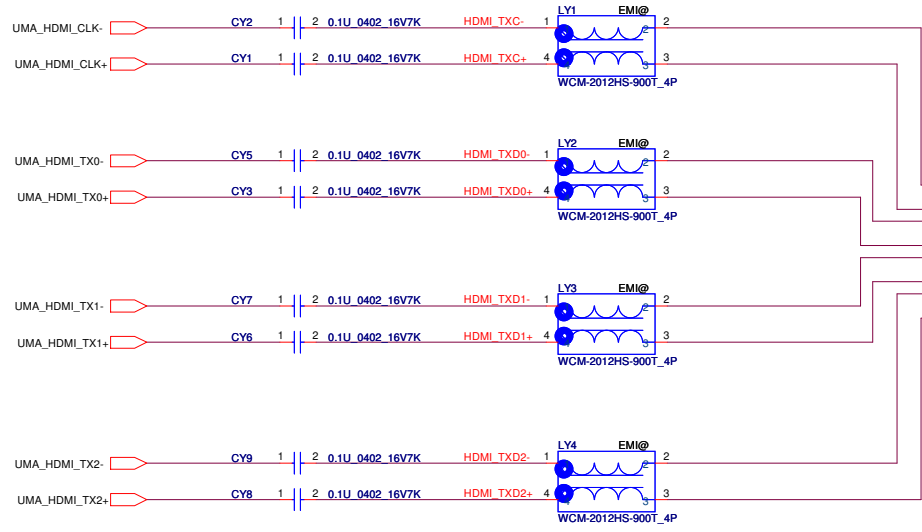 LY1 EMI@
UMA_HDMI_CLK- CY2 1 2 0.1U_0402_16V7K HDMI_TXC- 1 2 2
UMA_HDMI_CLK+ CY1 1 2 0.1U_0402_16V7K HDMI_TXC+ 4 3 3
WCM-2012HS-900T_4P
LY2 EMI@
UMA_HDMI_TX0- CY5 1 2 0.1U_0402_16V7K HDMI_TXD0- 1 2 2
UMA_HDMI_TX0+ CY3 1 2 0.1U_0402_16V7K HDMI_TXD0+ 4 3 3
WCM-2012HS-900T_4P
LY3 EMI@
UMA_HDMI_TX1- CY7 1 2 0.1U_0402_16V7K HDMI_TXD1- 1 2 2
UMA_HDMI_TX1+ CY6 1 2 0.1U_0402_16V7K HDMI_TXD1+ 4 3 3
WCM-2012HS-900T_4P
LY4 EMI@
UMA_HDMI_TX2- CY9 1 2 0.1U_0402_16V7K HDMI_TXD2- 1 2 2
UMA_HDMI_TX2+ CY8 1 2 0.1U_0402_16V7K HDMI_TXD2+ 4 3 3
WCM-2012HS-900T_4P